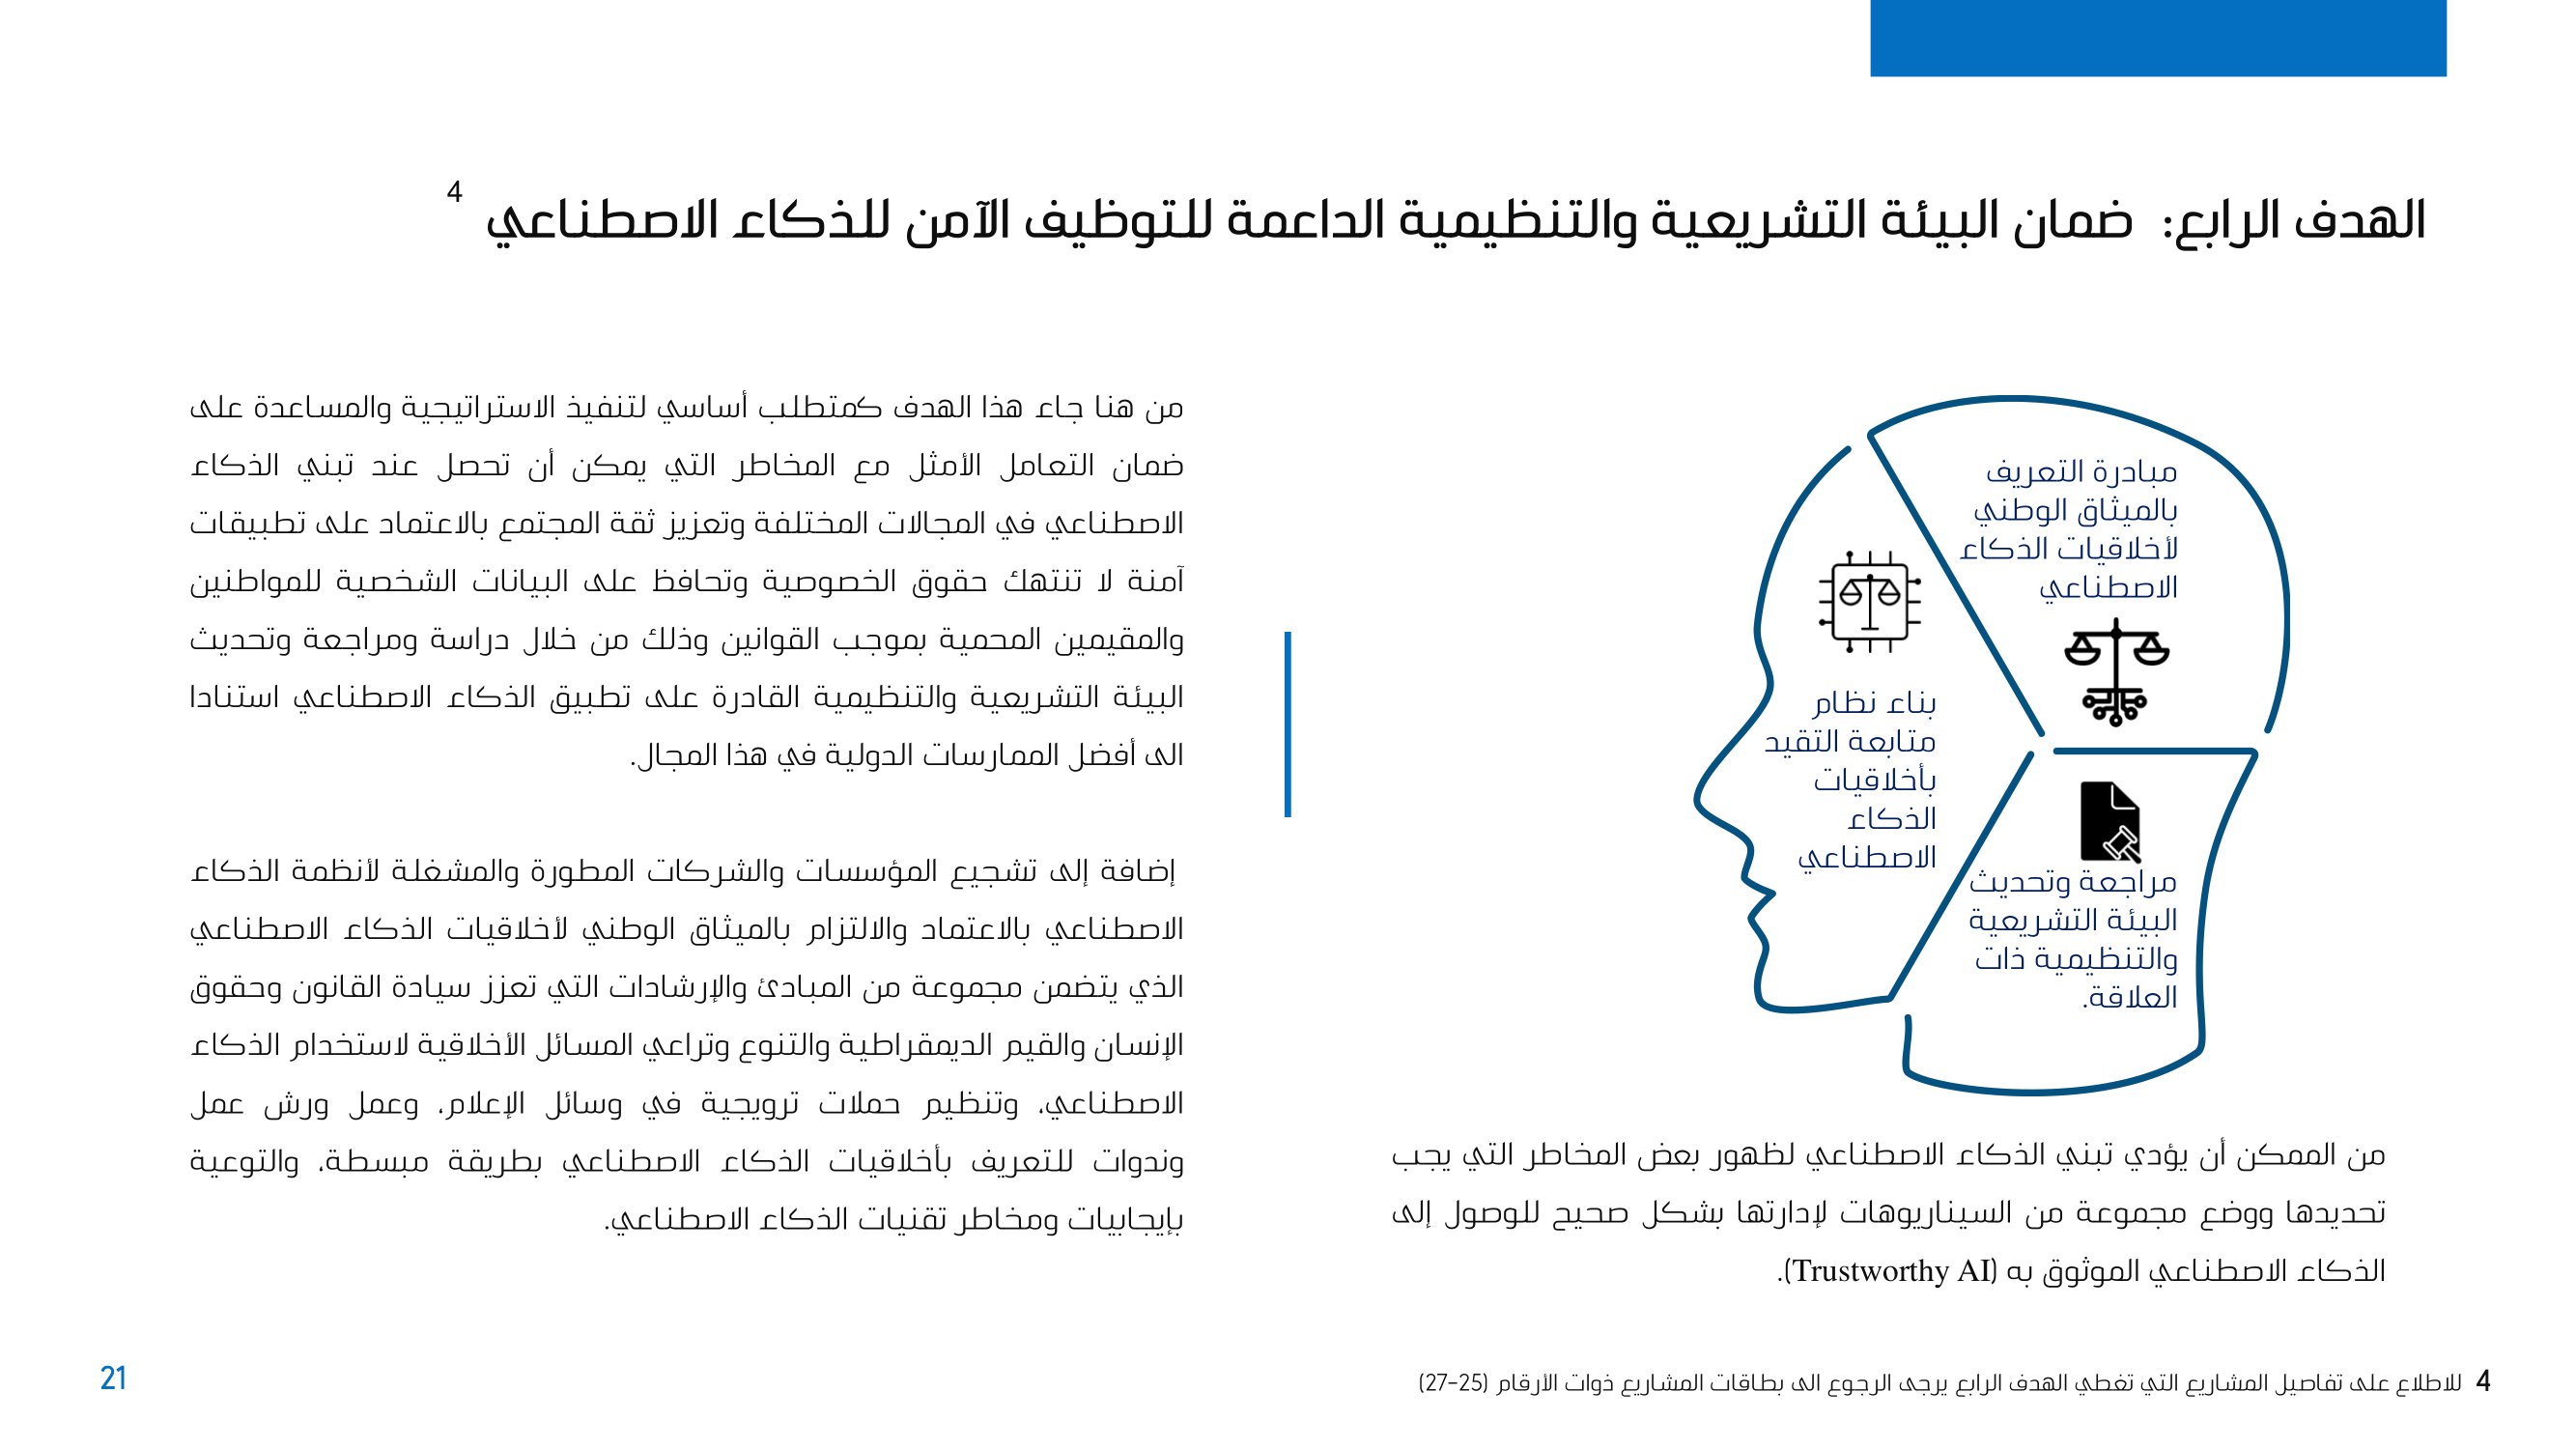 الهدف الرابع: ضمان البيئة التشريعية والتنظيمية الداعمة للتوظيف الآمن للذكاء الاصطناعي 4
مبادرة التعريف
بالميثاق الوطني
لأخلاقيات الذكاء
الاصطناعي
بناء نظام
متابعة التقيد
بأخلاقيات
الذكاء
الاصطناعي
مراجعة وتحديث
البيئة التشريعية
والتنظيمية ذات
العلاقة.
من الممكن أن يؤدي تبني الذكاء الاصطناعي لظهور بعض المخاطر التي يجب
تحديدها ووضع مجموعة من السيناريوهات لإدارتها بشكل صحيح للوصول إلى
الذكاء الاصطناعي الموثوق به (Trustworthy AI).
من هنا جاء هذا الهدف كمتطلب أساسي لتنفيذ الاستراتيجية والمساعدة على
ضمان التعامل الأمثل مع المخاطر التي يمكن أن تحصل عند تبني الذكاء
الاصطناعي في المجالات المختلفة وتعزيز ثقة المجتمع بالاعتماد على تطبيقات
آمنة لا تنتهك حقوق الخصوصية وتحافظ على البيانات الشخصية للمواطنين
والمقيمين المحمية بموجب القوانين وذلك من خلال دراسة ومراجعة وتحديث
البيئة التشريعية والتنظيمية القادرة على تطبيق الذكاء الاصطناعي استنادا
الى أفضل الممارسات الدولية في هذا المجال.
إضافة إلى تشجيع المؤسسات والشركات المطورة والمشغلة لأنظمة الذكاء
الاصطناعي بالاعتماد والالتزام بالميثاق الوطني لأخلاقيات الذكاء الاصطناعي
الذي يتضمن مجموعة من المبادئ والإرشادات التي تعزز سيادة القانون وحقوق
الإنسان والقيم الديمقراطية والتنوع وتراعي المسائل الأخلاقية لاستخدام الذكاء
الاصطناعي، وتنظيم حملات ترويجية في وسائل الإعلام، وعمل ورش عمل
وندوات للتعريف بأخلاقيات الذكاء الاصطناعي بطريقة مبسطة، والتوعية
بإيجابيات ومخاطر تقنيات الذكاء الاصطناعي.
4 للاطلاع على تفاصيل المشاريع التي تغطي الهدف الرابع يرجى الرجوع الى بطاقات المشاريع ذوات الأرقام (25-27)
21